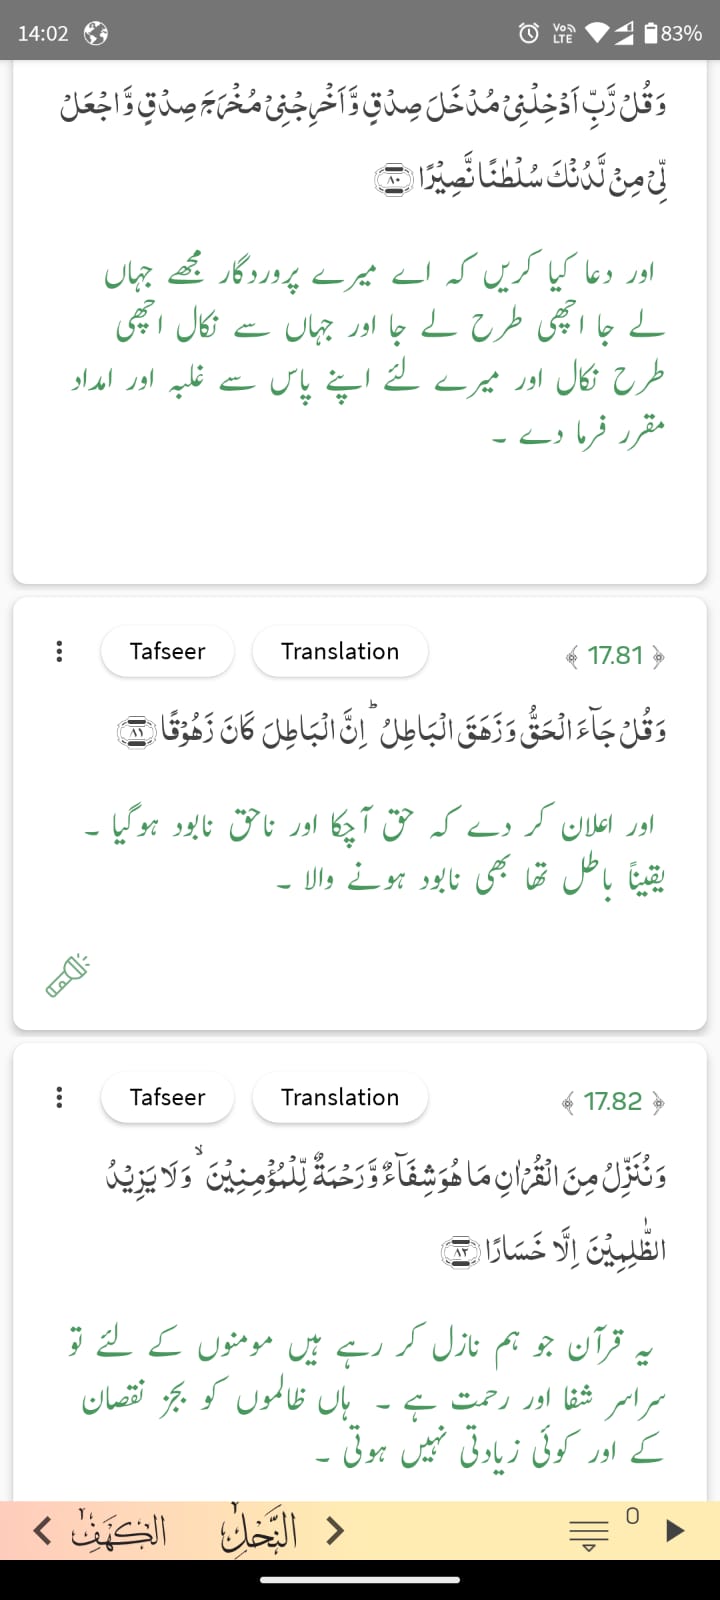 14:02
Vo LTE 83%
وَقُلْ رَّبِّ اَدْخِلْنِيْ مُدْخَلَ صِدْقٍ وَّاَخْرِجْنِيْ مُخْرَجَ صِدْقٍ وَّاجْعَلْ
لِّيْ مِنْ لَّدُنْكَ سُلْطٰنًا نَّصِيْرًا ۸۰
اور دعا کیا کریں کہ اے میرے پروردگار مجھے جہاں
لے جا اچھی طرح لے جا اور جہاں سے نکال اچھی
طرح نکال اور میرے لئے اپنے پاس سے غلبہ اور امداد
مقرر فرما دے ۔
Tafseer Translation 17.81
وَقُلْ جَآءَ الْحَقُّ وَزَهَقَ الْبَاطِلُ ؕ اِنَّ الْبَاطِلَ كَانَ زَهُوْقًا ۸۱
اور اعلان کر دے کہ حق آ چکا اور ناحق نابود ہوگیا ۔
یقیناً باطل تھا بھی نابود ہونے والا ۔
Tafseer Translation 17.82
وَنُنَزِّلُ مِنَ الْقُرْاٰنِ مَا هُوَ شِفَآءٌ وَّرَحْمَةٌ لِّلْمُؤْمِنِيْنَ ۙ وَلَا يَزِيْدُ
الظّٰلِمِيْنَ اِلَّا خَسَارًا ۸۲
یہ قرآن جو ہم نازل کر رہے ہیں مومنوں کے لئے تو
سراسر شفا اور رحمت ہے ۔ ہاں ظالموں کو بجز نقصان
کے اور کوئی زیادتی نہیں ہوتی ۔
الكهف النحل 0